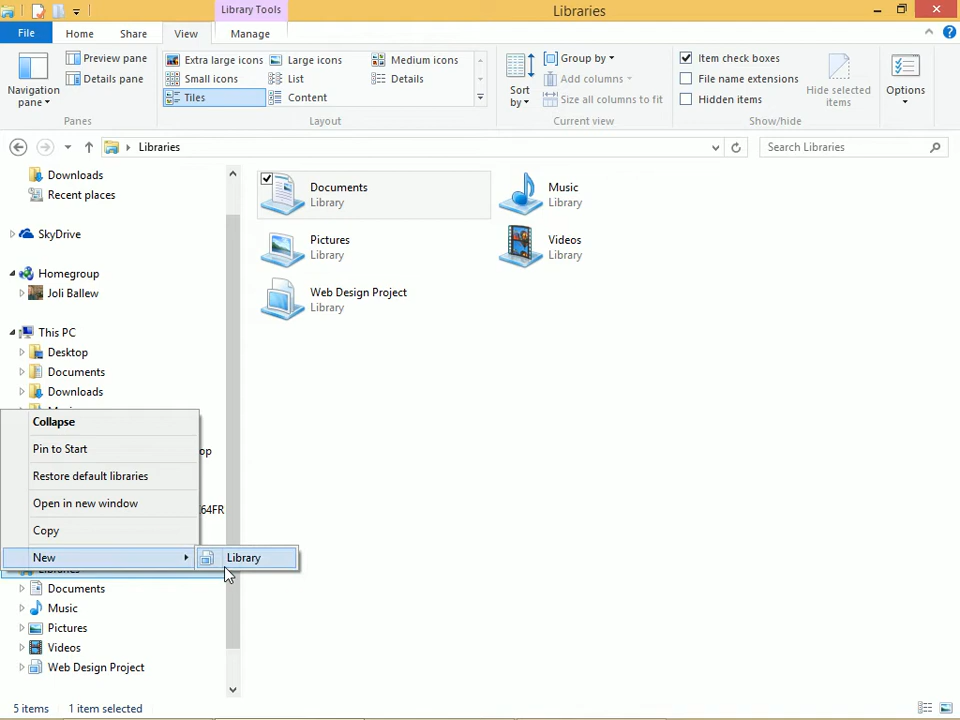 Library Tools
Libraries
File
Home
Share
View
Manage
Navigation pane
Preview pane
Details pane
Panes
Extra large icons
Large icons
Medium icons
Small icons
List
Details
Tiles
Content
Layout
Sort by
Group by
Add columns
Size all columns to fit
Current view
Item check boxes
File name extensions
Hidden items
Hide selected items
Show/hide
Options
Libraries
Search Libraries
Downloads
Recent places
SkyDrive
Homegroup
Joli Ballew
This PC
Desktop
Documents
Downloads
Collapse
Pin to Start
op
Restore default libraries
Open in new window
64FR
Copy
New
Library
Libraries
Documents
Music
Pictures
Videos
Web Design Project
Documents
Library
Music
Library
Pictures
Library
Videos
Library
Web Design Project
Library
5 items
1 item selected